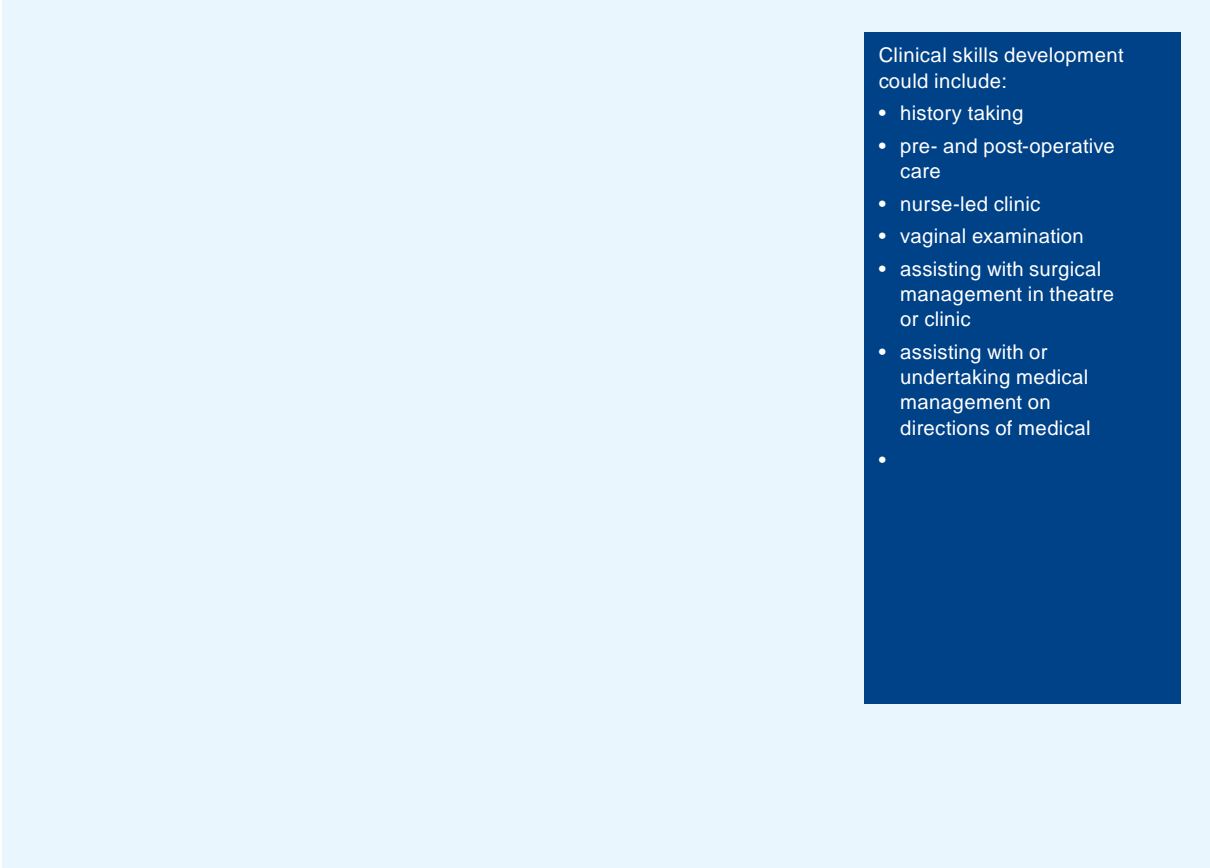 Clinical skills development
could include:
• history taking
• pre- and post-operative
care
• nurse-led clinic
• vaginal examination
• assisting with surgical
management in theatre
or clinic
• assisting with or
undertaking medical
management on
directions of medical
•